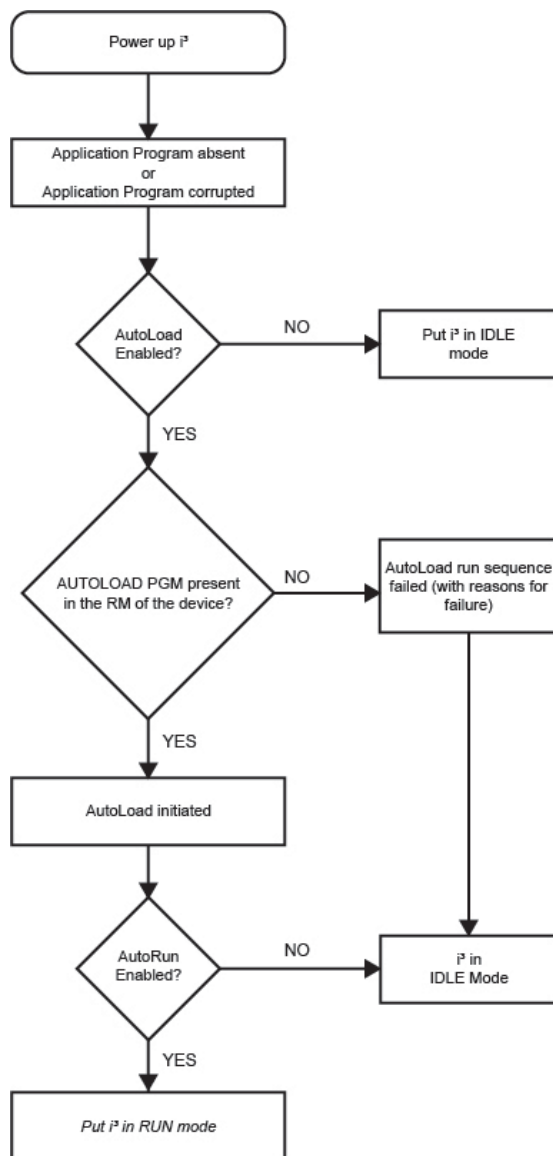 Power up i³
Application Program absent
or
Application Program corrupted
AutoLoad
Enabled?
NO
Put i³ in IDLE
mode
YES
AUTOLOAD PGM present
in the RM of the device?
NO
AutoLoad run sequence
failed (with reasons for
failure)
YES
AutoLoad initiated
AutoRun
Enabled?
NO
i³ in
IDLE Mode
YES
Put i³ in RUN mode